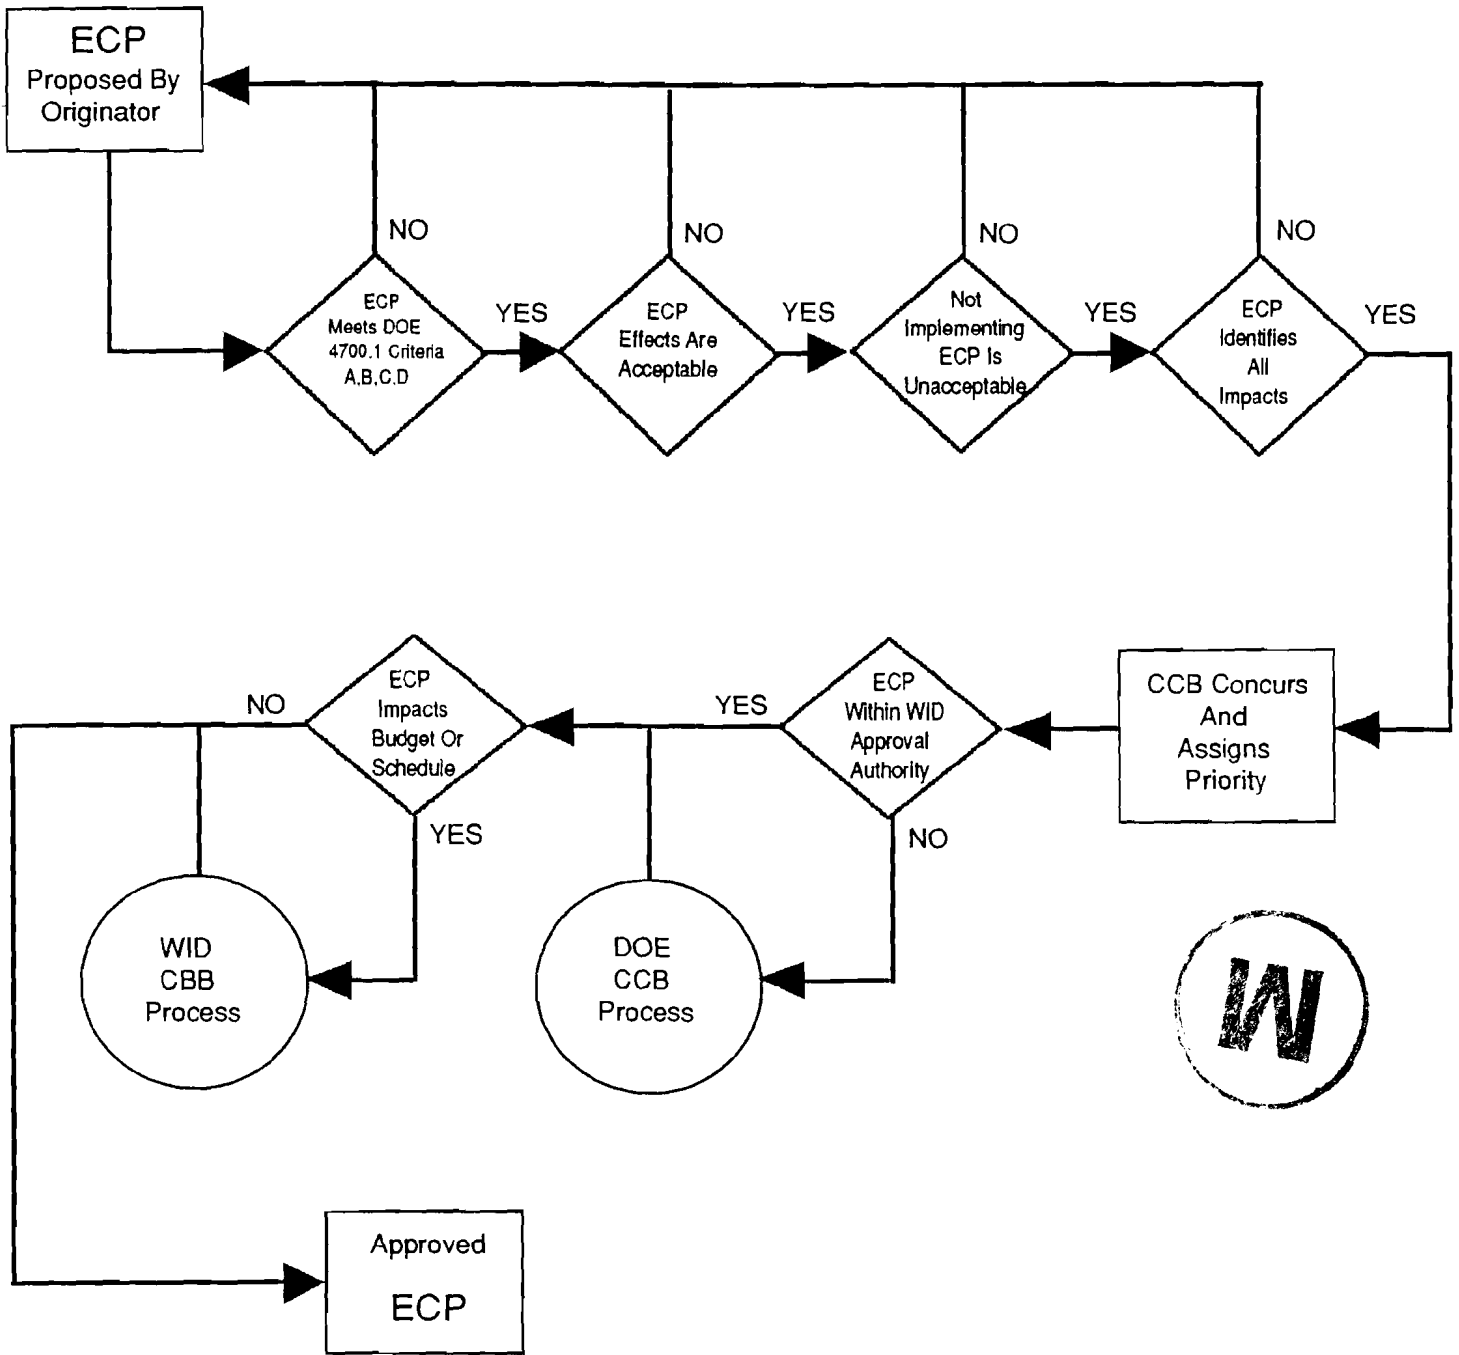 ECP
Proposed By
Originator
NO
NO
NO
NO
ECP
Meets DOE
4700.1 Criteria
A,B,C,D
YES
ECP
Effects Are
Acceptable
YES
Not
Implementing
ECP Is
Unacceptable
YES
ECP
Identifies
All
Impacts
YES
CCB Concurs
And
Assigns
Priority
ECP
Within WID
Approval
Authority
YES
NO
ECP
Impacts
Budget Or
Schedule
NO
YES
DOE
CCB
Process
WID
CBB
Process
M
Approved
ECP